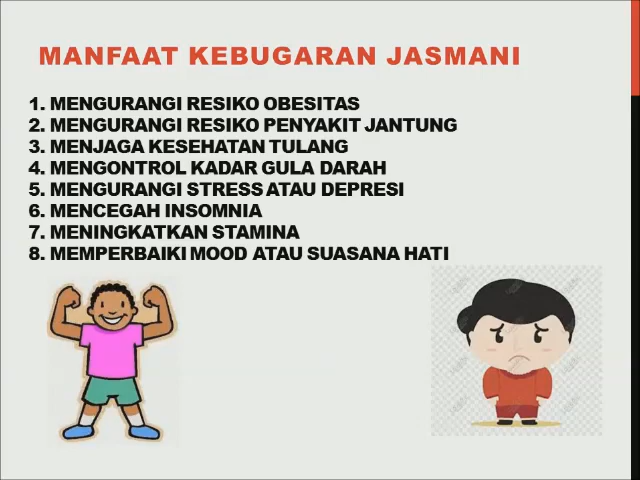 MANFAAT KEBUGARAN JASMANI
1. MENGURANGI RESIKO OBESITAS
2. MENGURANGI RESIKO PENYAKIT JANTUNG
3. MENJAGA KESEHATAN TULANG
4. MENGONTROL KADAR GULA DARAH
5. MENGURANGI STRESS ATAU DEPRESI
6. MENCEGAH INSOMNIA
7. MENINGKATKAN STAMINA
8. MEMPERBAIKI MOOD ATAU SUASANA HATI